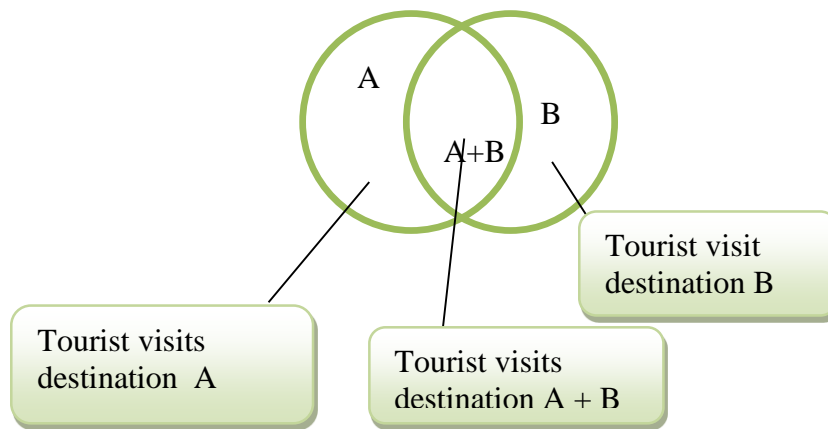 A
B
A+B
Tourist visit
destination B
Tourist visits
destination A
Tourist visits
destination A + B